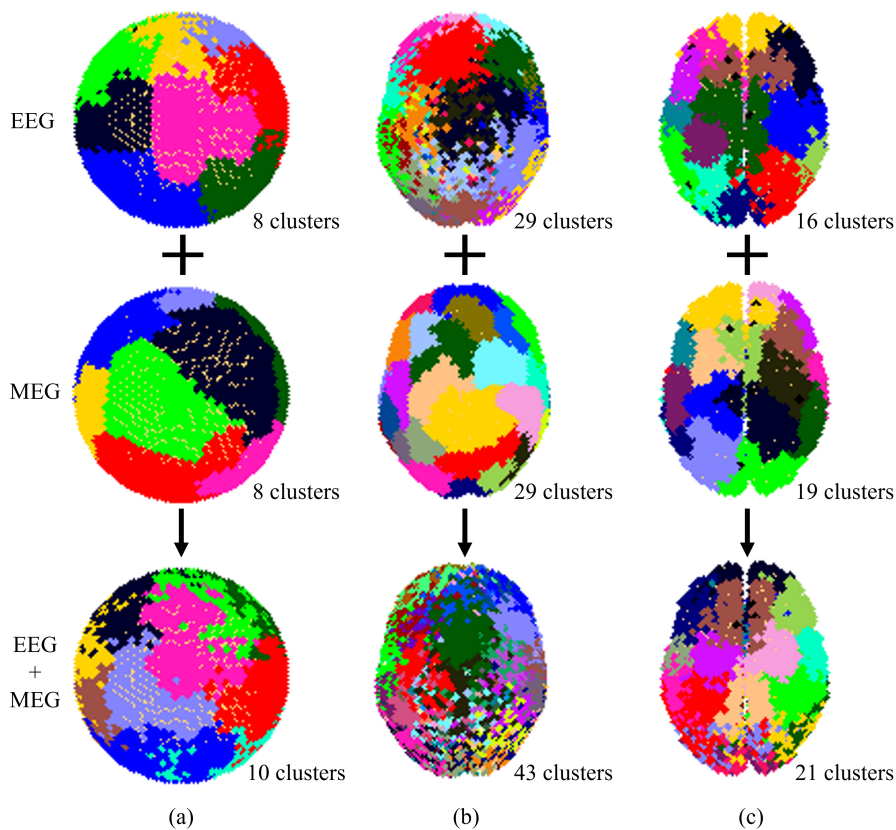 EEG
8 clusters
29 clusters
16 clusters
+
+
+
MEG
8 clusters
29 clusters
19 clusters
EEG
+
MEG
10 clusters
43 clusters
21 clusters
(a)
(b)
(c)